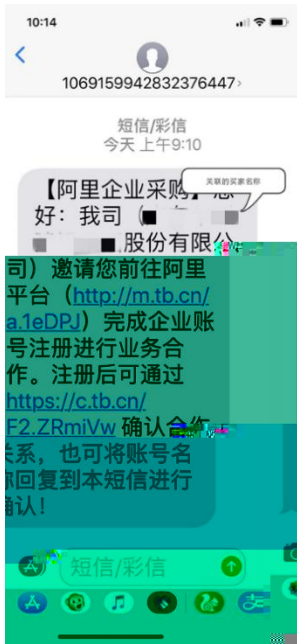 10:14
1069159942832376447
短信/彩信
今天 上午9:10
关联的买家名称
【阿里企业采购】
好：我司（
股份有限公
司）邀请您前往阿里
平台（http://m.tb.cn/
a.1eDPJ）完成企业账
号注册进行业务合
作。注册后可通过
https://c.tb.cn/
F2.ZRmiVw 确认合作
关系，也可将账号名
回复到本短信进行
确认！
短信/彩信